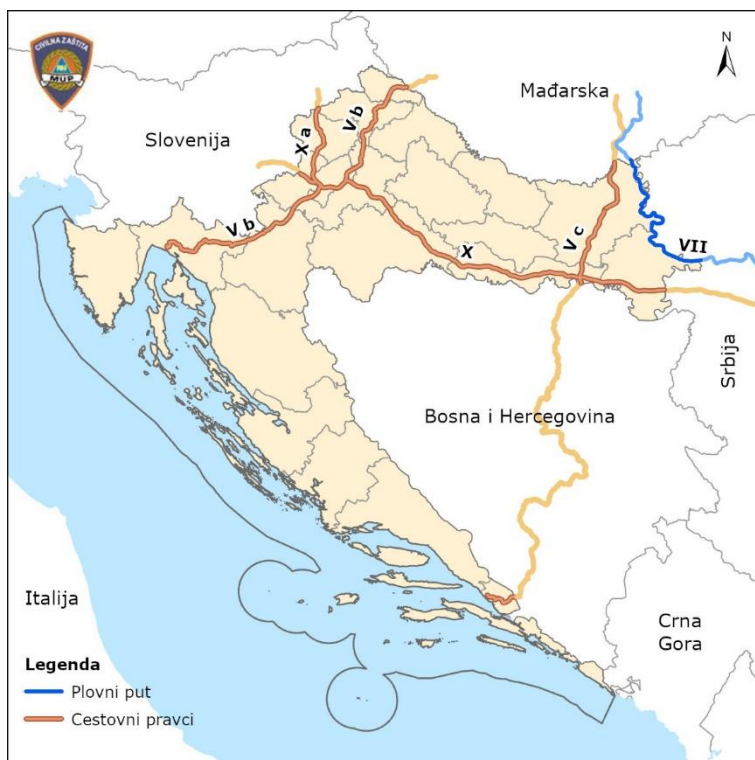 CIVILNA ZAŠTITA
MUP
N
Mađarska
Slovenija
X a
V b
V b
V c
X
VII
Srbija
Bosna i Hercegovina
Italija
Crna
Gora
Legenda
Plovni put
Cestovni pravci